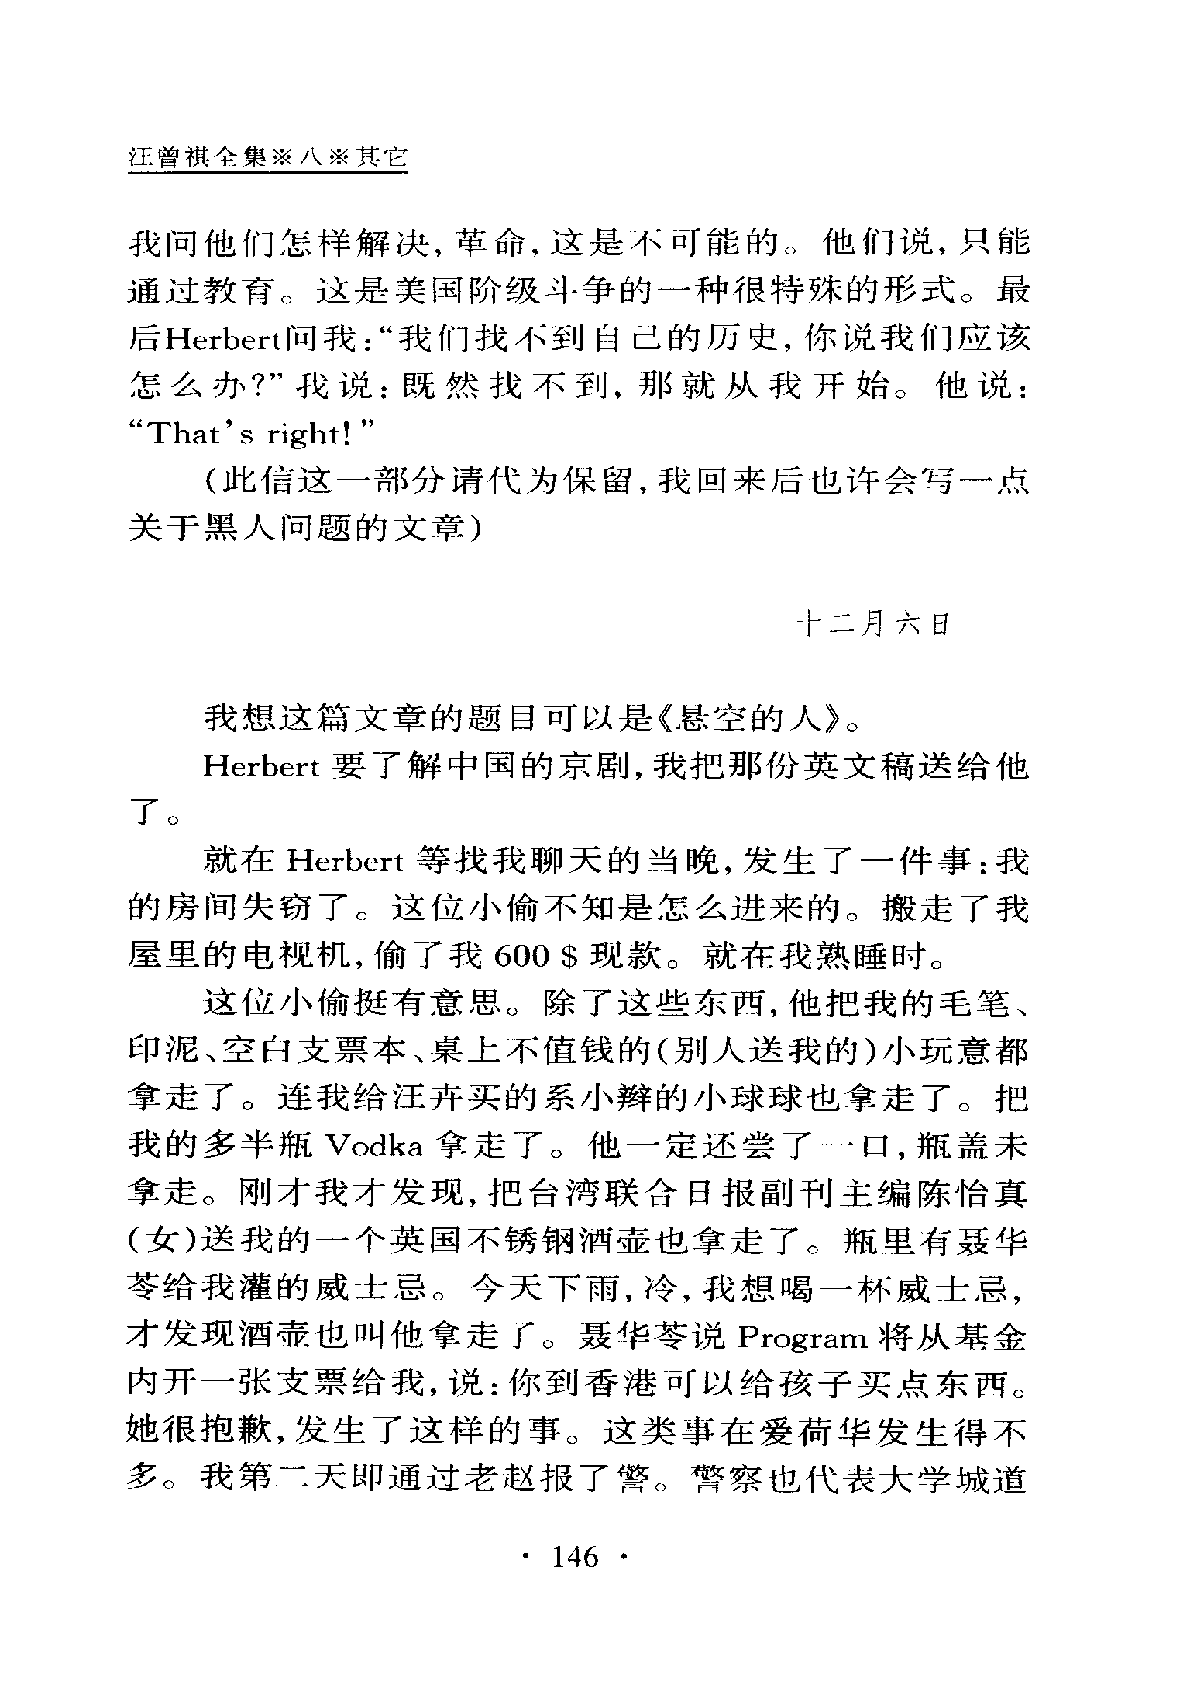 汪曾祺全集※八※其它
我问他们怎样解决,革命,这是不可能的。他们说,只能
通过教育。这是美国阶级斗争的一种很特殊的形式。最
后Herbert问我:“我们找不到自己的历史,你说我们应该
怎么办?”我说:既然找不到,那就从我开始。他说:
“That’s right!”
(此信这一部分请代为保留,我回来后也许会写一点
关于黑人问题的文章)
十二月六日
我想这篇文章的题目可以是《悬空的人》。
Herbert 要了解中国的京剧,我把那份英文稿送给他
了。
就在 Herbert 等找我聊天的当晚,发生了一件事:我
的房间失窃了。这位小偷不知是怎么进来的。搬走了我
屋里的电视机,偷了我 600 $ 现款。就在我熟睡时。
这位小偷挺有意思。除了这些东西,他把我的毛笔、
印泥、空白支票本、桌上不值钱的(别人送我的)小玩意都
拿走了。连我给汪卉买的系小辫的小球球也拿走了。把
我的多半瓶 Vodka 拿走了。他一定还尝了一口,瓶盖未
拿走。刚才我才发现,把台湾联合日报副刊主编陈怡真
(女)送我的一个英国不锈钢酒壶也拿走了。瓶里有聂华
苓给我灌的威士忌。今天下雨,冷,我想喝一杯威士忌,
才发现酒壶也叫他拿走了。聂华苓说 Program 将从基金
内开一张支票给我,说:你到香港可以给孩子买点东西。
她很抱歉,发生了这样的事。这类事在爱荷华发生得不
多。我第二天即通过老赵报了警。警察也代表大学城道
· 146 ·